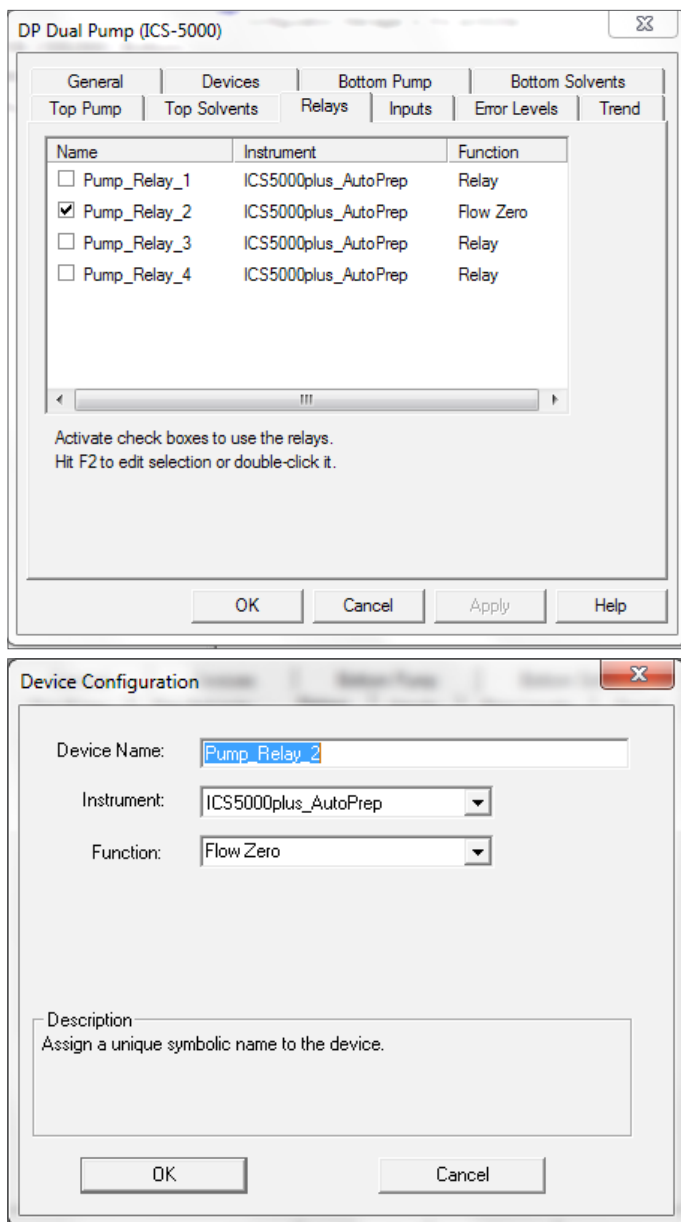 DP Dual Pump (ICS-5000)
General Devices Bottom Pump Bottom Solvents
Top Pump Top Solvents Relays Inputs Error Levels Trend
Name Instrument Function
Pump_Relay_1 ICS5000plus_AutoPrep Relay
Pump_Relay_2 ICS5000plus_AutoPrep Flow Zero
Pump_Relay_3 ICS5000plus_AutoPrep Relay
Pump_Relay_4 ICS5000plus_AutoPrep Relay
Activate check boxes to use the relays.
Hit F2 to edit selection or double-click it.
OK Cancel Apply Help
Device Configuration
Device Name: Pump_Relay_2
Instrument: ICS5000plus_AutoPrep
Function: Flow Zero
Description
Assign a unique symbolic name to the device.
OK Cancel